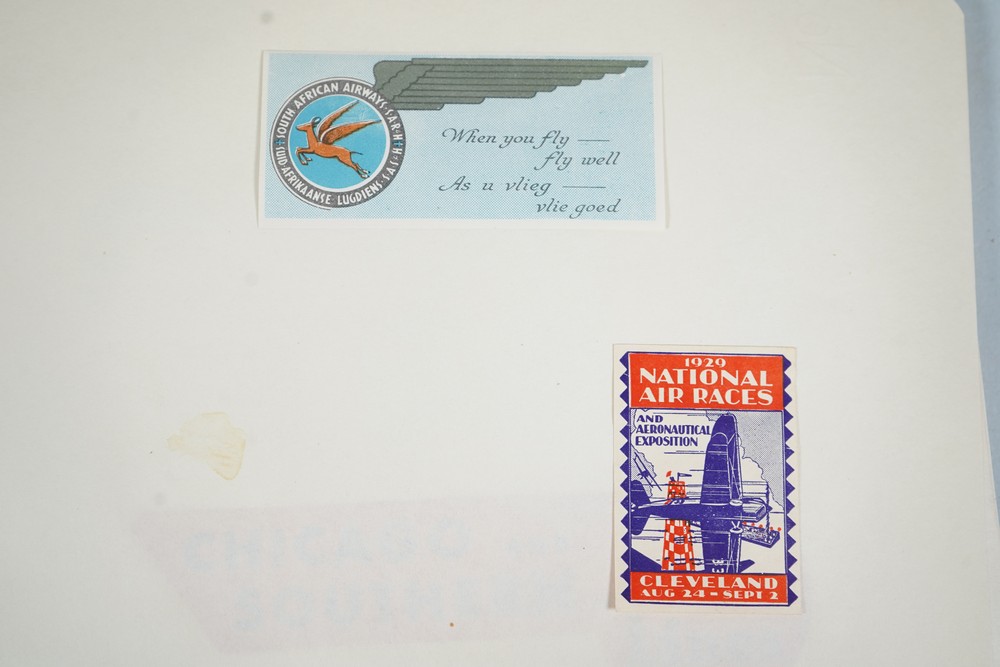 SOUTH AFRICAN AIRWAYS · S.A.R. & H.
SUID-AFRIKAANSE LUGDIENS · S.A.S.
When you fly —
fly well
As u vlieg —
vlie goed
1929
NATIONAL
AIR RACES
AND
AERONAUTICAL
EXPOSITION
CLEVELAND
AUG 24 - SEPT 2